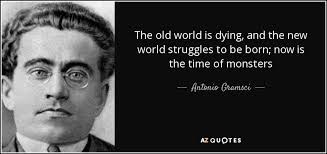 The old world is dying, and the new
world struggles to be born; now is
the time of monsters
Antonio Gramsci
AZ QUOTES